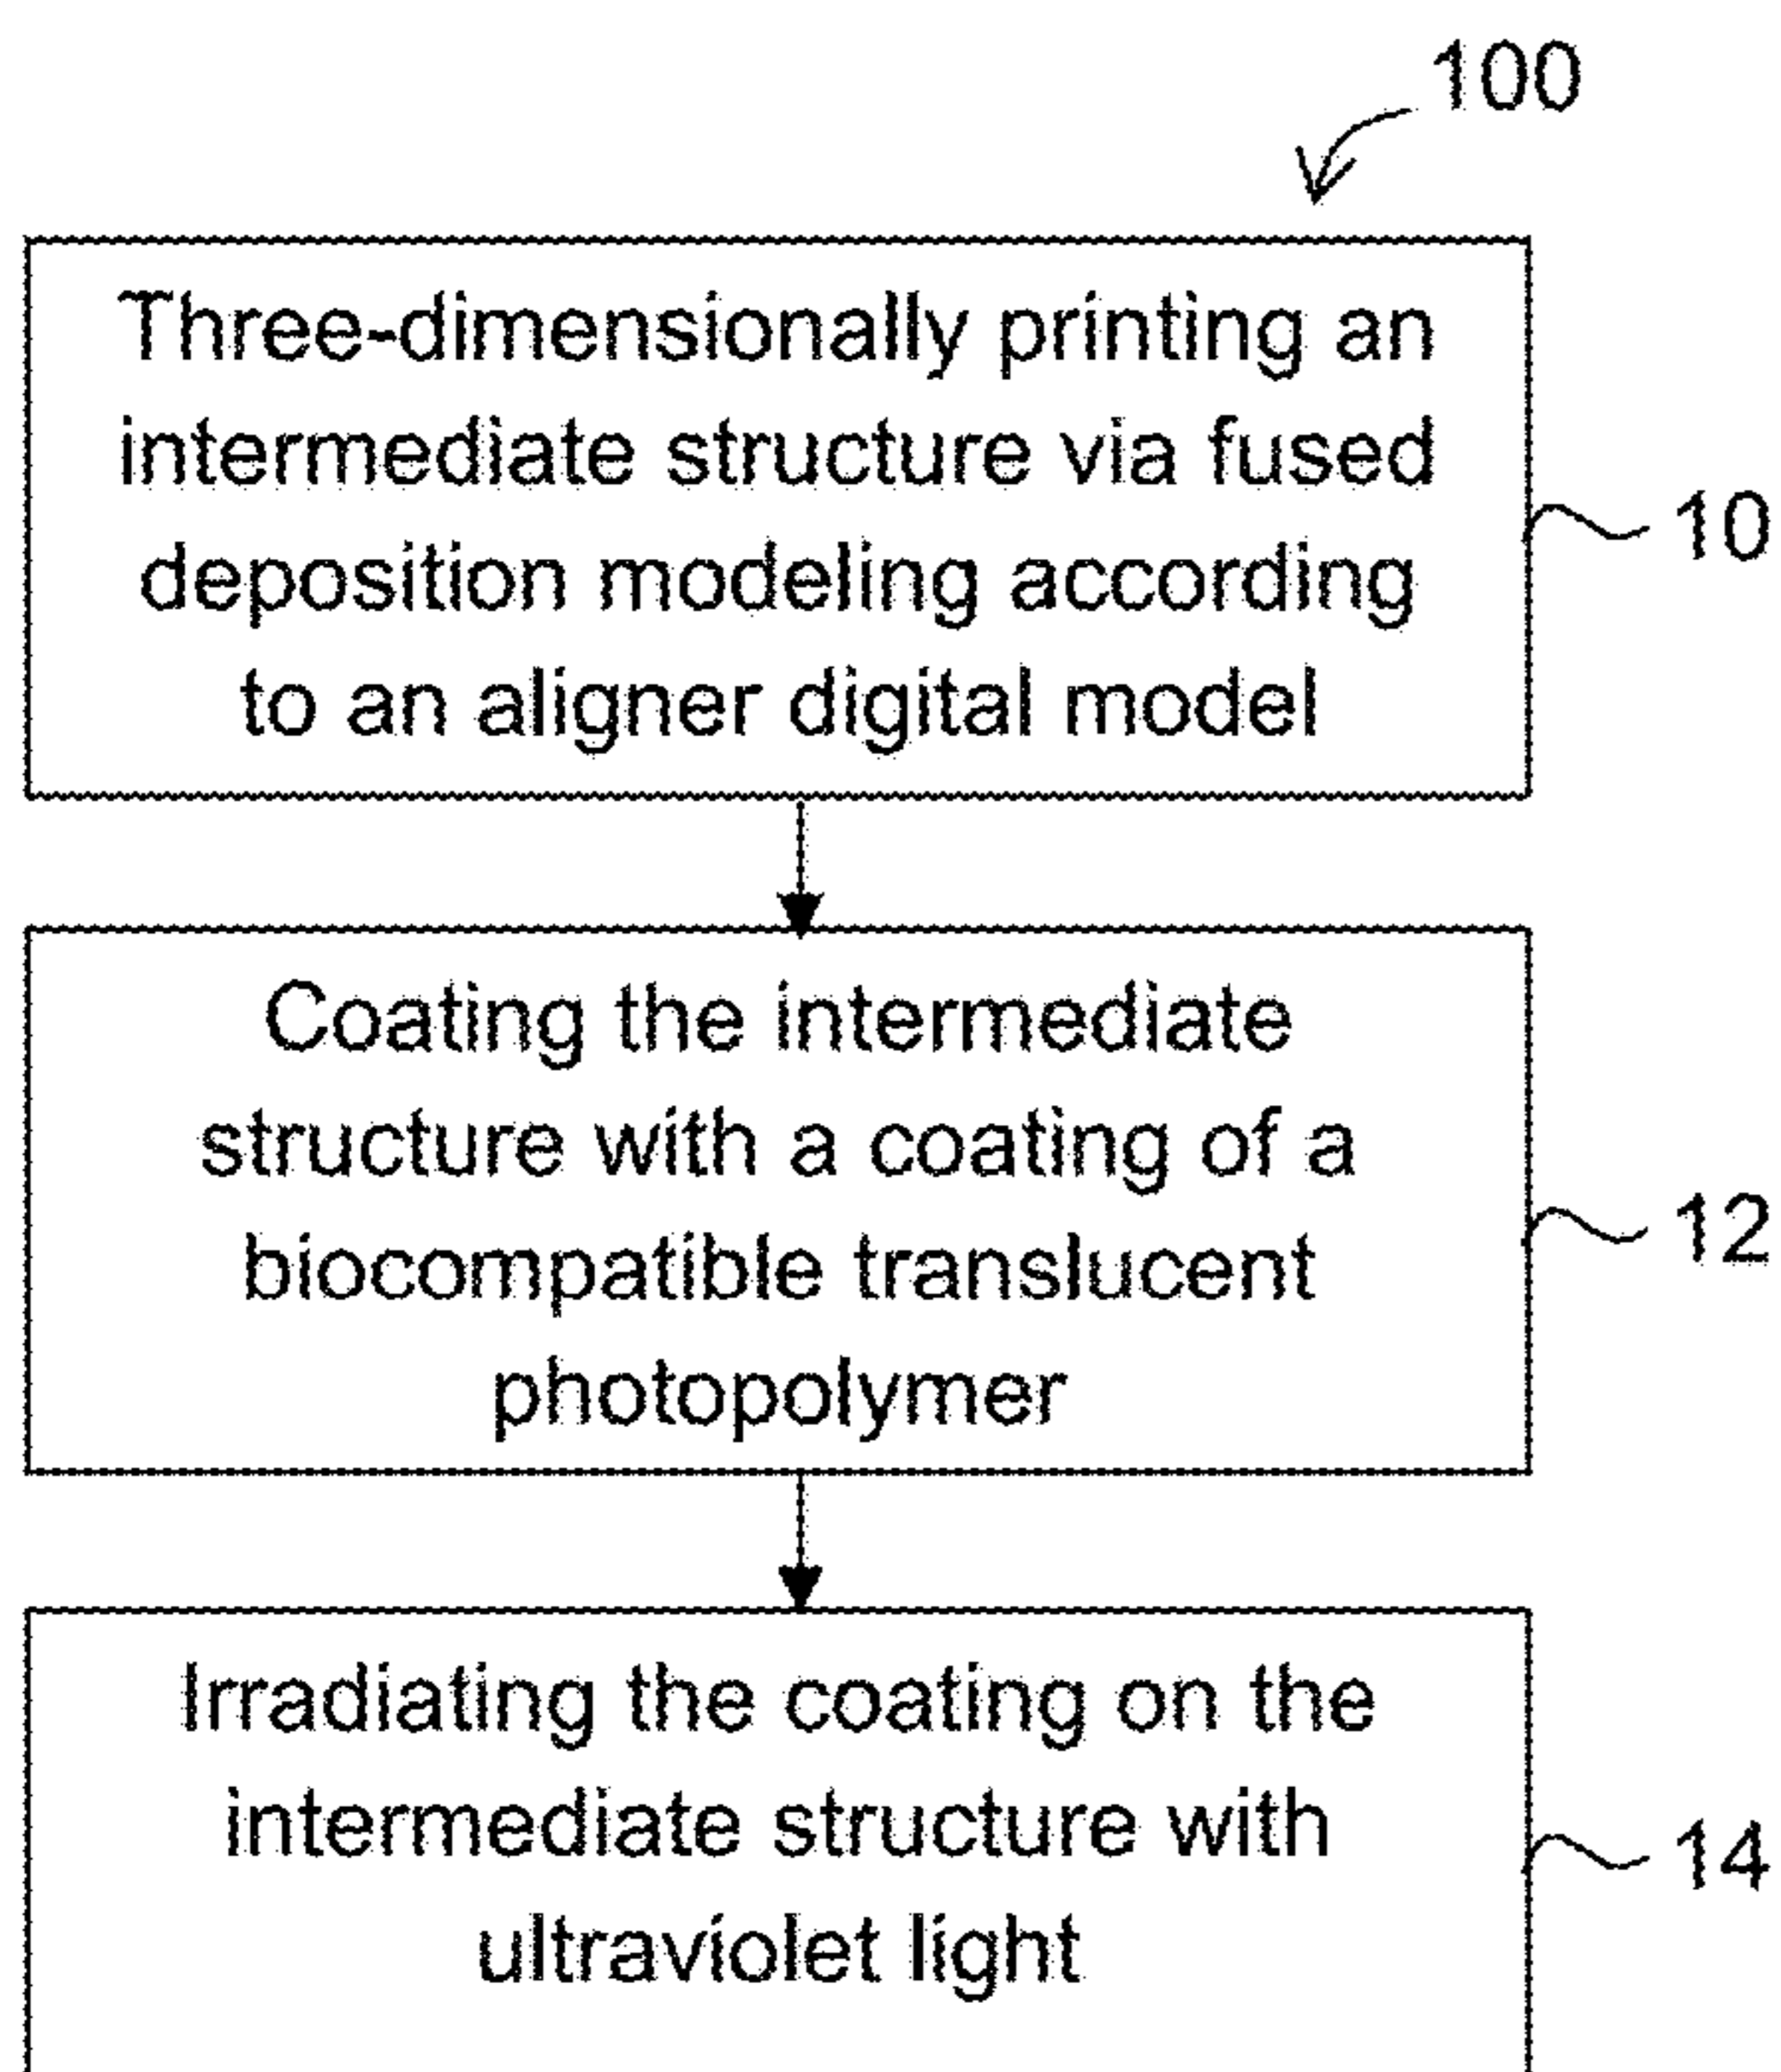 100
Three-dimensionally printing an
intermediate structure via fused
deposition modeling according
to an aligner digital model
10
Coating the intermediate
structure with a coating of a
biocompatible translucent
photopolymer
12
Irradiating the coating on the
intermediate structure with
ultraviolet light
14